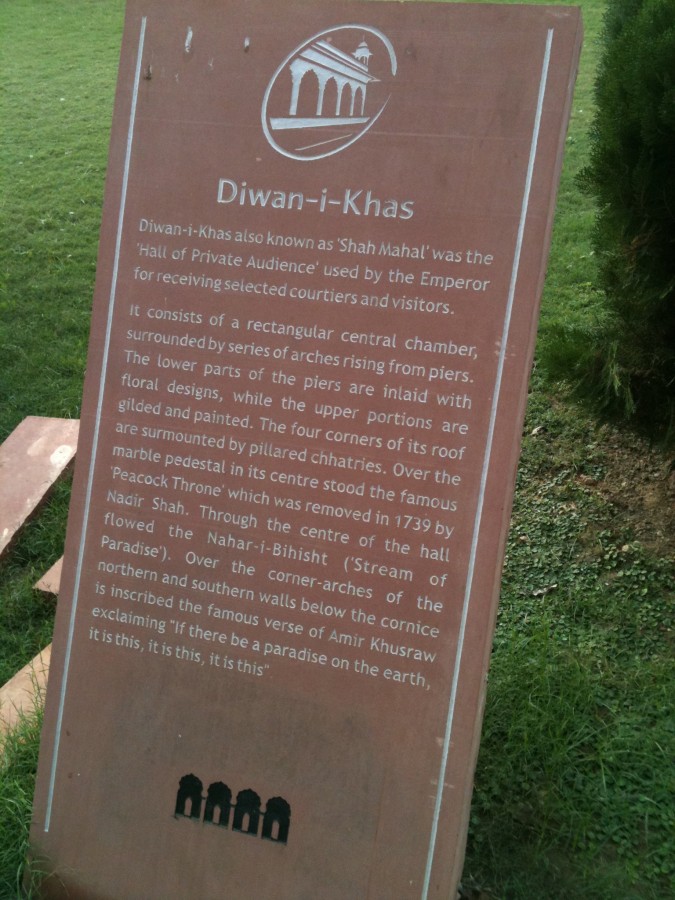 Diwan-i-Khas
Diwan-i-Khas also known as 'Shah Mahal' was the
'Hall of Private Audience' used by the Emperor
for receiving selected courtiers and visitors.
It consists of a rectangular central chamber,
surrounded by series of arches rising from piers.
The lower parts of the piers are inlaid with
floral designs, while the upper portions are
gilded and painted. The four corners of its roof
are surmounted by pillared chhatries. Over the
marble pedestal in its centre stood the famous
'Peacock Throne' which was removed in 1739 by
Nadir Shah. Through the centre of the hall
flowed the Nahar-i-Bihisht ('Stream of
Paradise'). Over the corner-arches of the
northern and southern walls below the cornice
is inscribed the famous verse of Amir Khusraw
exclaiming "If there be a paradise on the earth,
it is this, it is this, it is this"